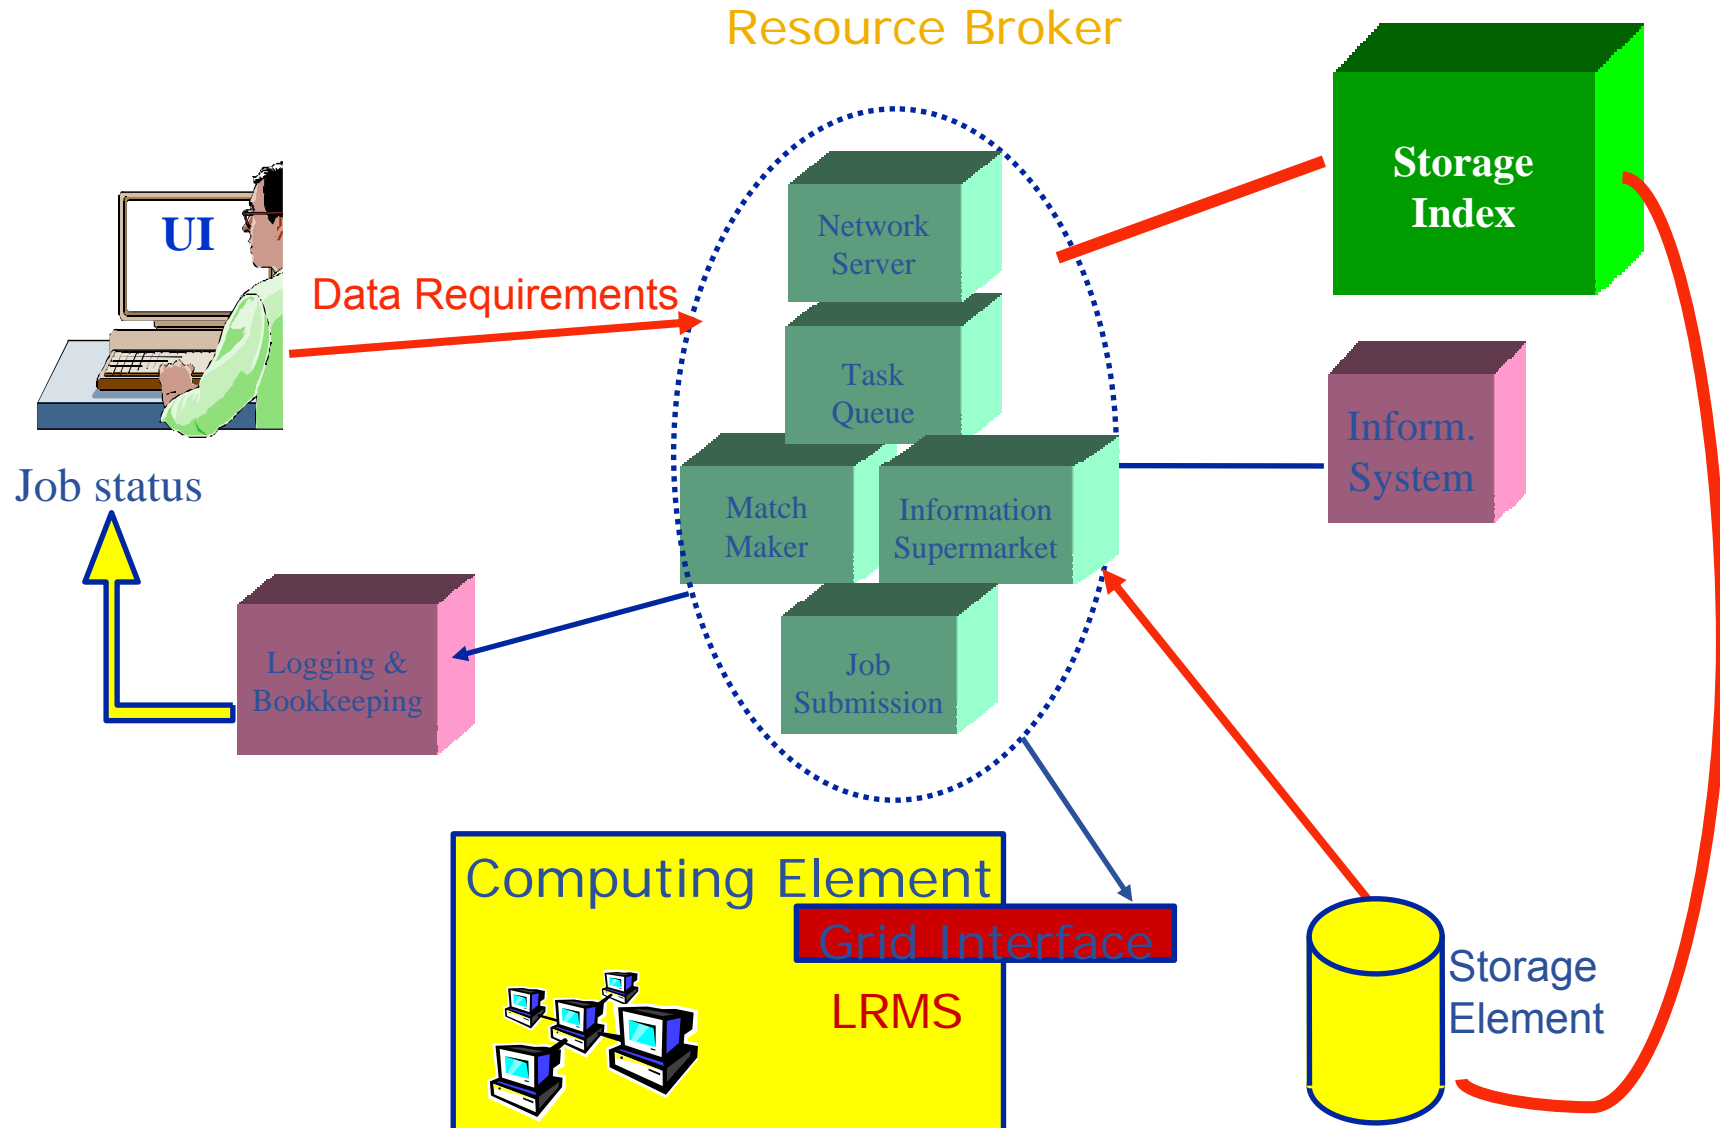 Resource Broker
Storage
Index
UI
Network
Server
Data Requirements
Task
Queue
Inform.
System
Job status
Match
Maker
Information
Supermarket
Logging &
Bookkeeping
Job
Submission
Computing Element
Grid Interface
LRMS
Storage
Element